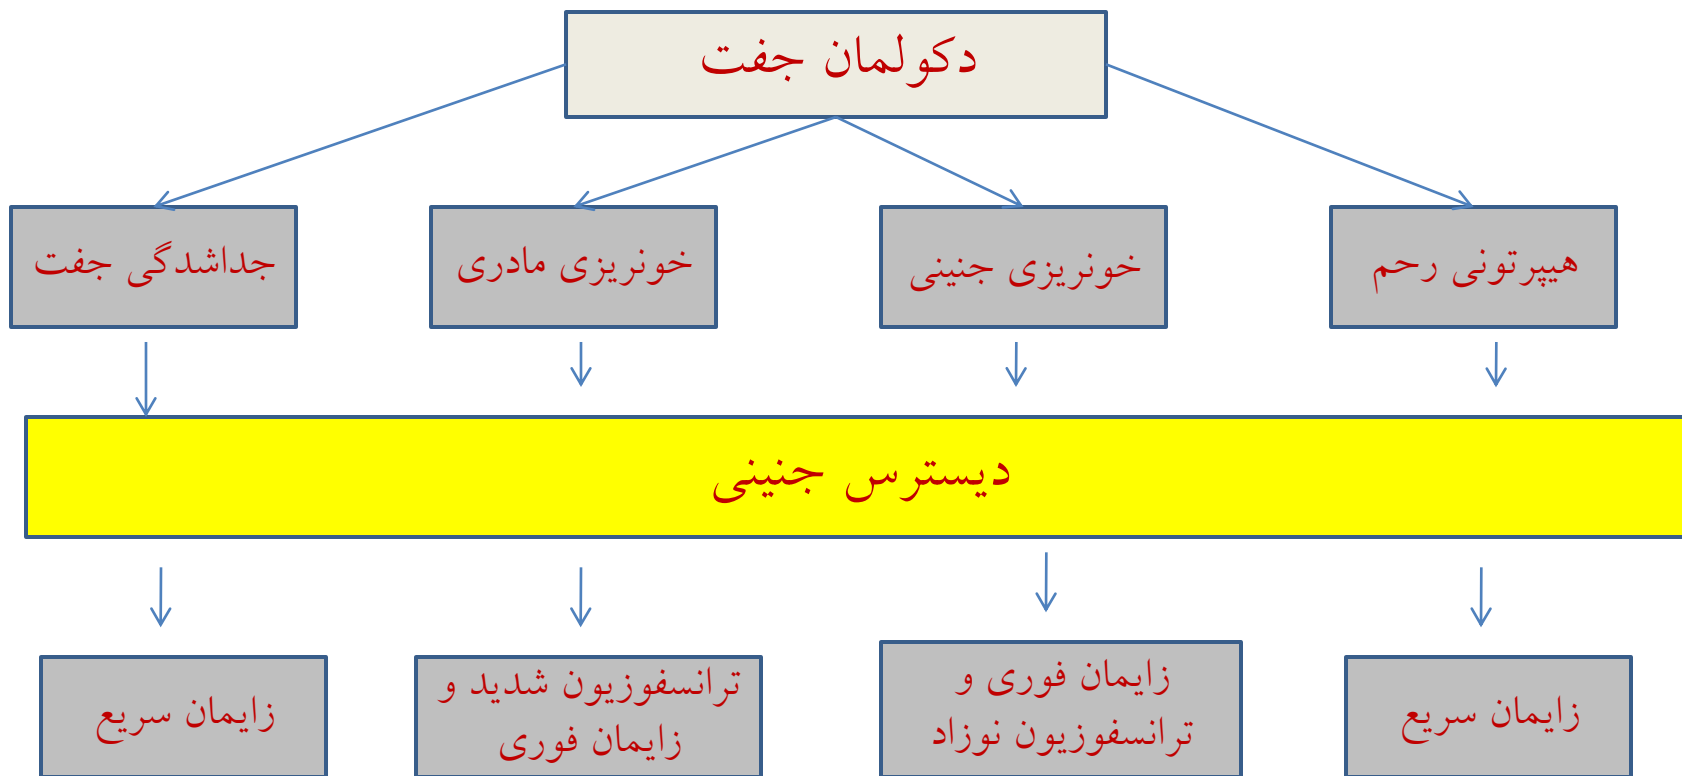 دکولمان جفت
هیپرتونی رحم
خونریزی جنینی
خونریزی مادری
جداشدگی جفت
دیسترس جنینی
زایمان سریع
زایمان فوری و
ترانسفوزیون نوزاد
ترانسفوزیون شدید و
زایمان فوری
زایمان سریع